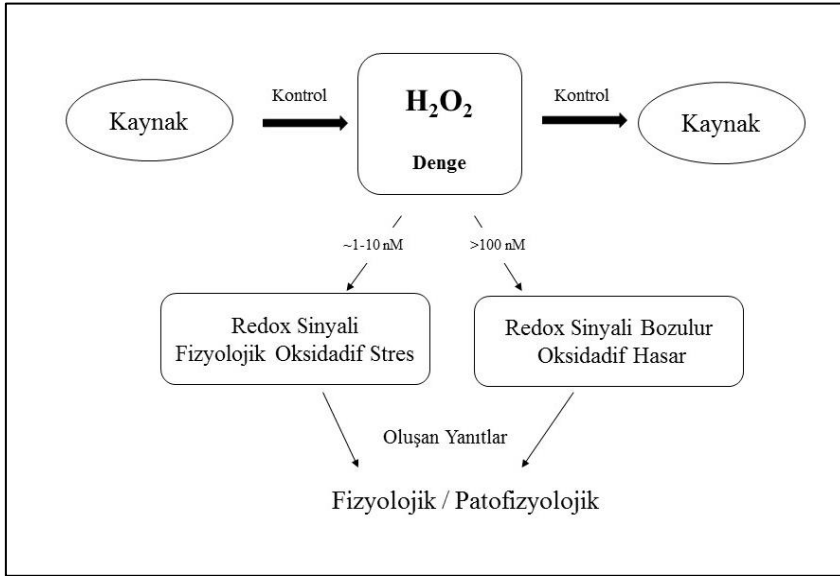 Kaynak
Kontrol
H₂O₂
Denge
Kontrol
Kaynak
~1-10 nM
>100 nM
Redox Sinyali
Fizyolojik Oksidadif Stres
Redox Sinyali Bozulur
Oksidadif Hasar
Oluşan Yanıtlar
Fizyolojik / Patofizyolojik